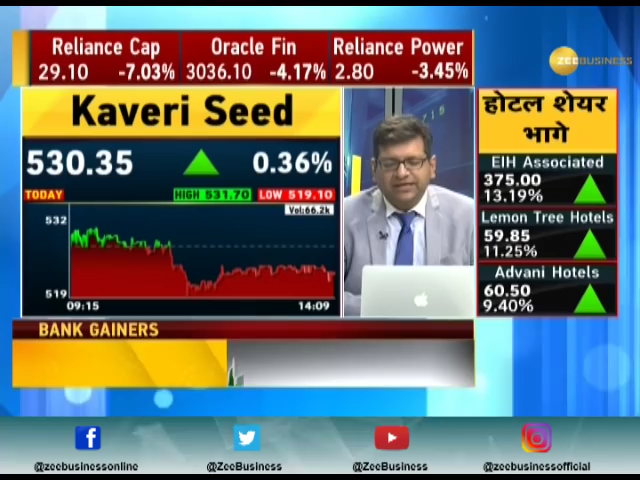 Reliance Cap
29.10 -7.03%
Oracle Fin
3036.10 -4.17%
Reliance Power
2.80 -3.45%
ZEEBUSINESS
Kaveri Seed
530.35 0.36%
TODAY HIGH 531.70 LOW 519.10
Vol:66.2k
532
519
09:15 14:09
होटल शेयर
भागे
EIH Associated
375.00
13.19%
Lemon Tree Hotels
59.85
11.25%
Advani Hotels
60.50
9.40%
BANK GAINERS
@zeebusinessonline
@ZeeBusiness
@ZeeBusiness
@zeebusinessofficial